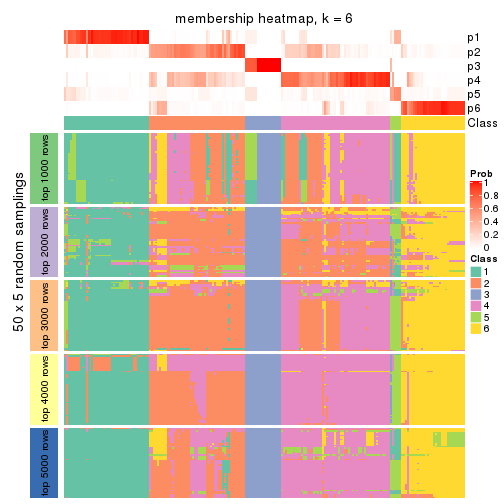 membership heatmap, k = 6
p1
p2
p3
p4
p5
p6
Class
50 x 5 random samplings
top 1000 rows
top 2000 rows
top 3000 rows
top 4000 rows
top 5000 rows
Prob
1
0.8
0.6
0.4
0.2
0
Class
1
2
3
4
5
6